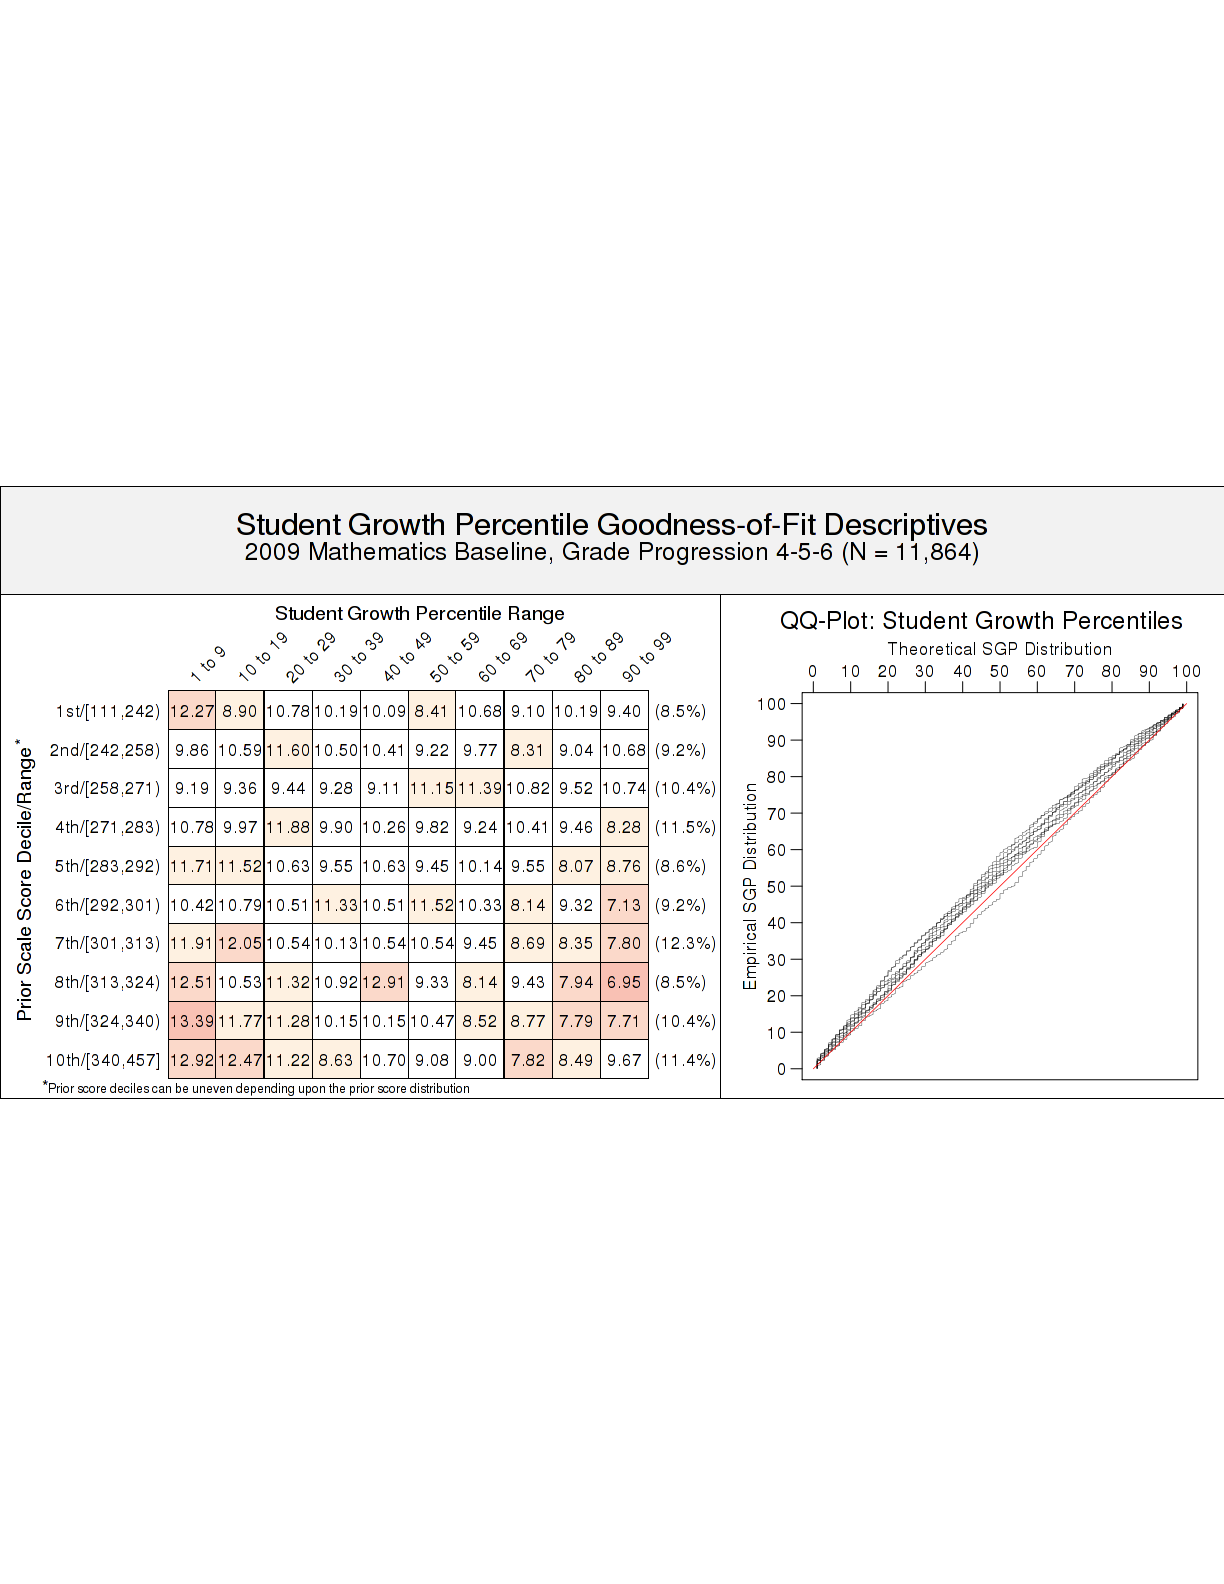 Student Growth Percentile Goodness-of-Fit Descriptives
2009 Mathematics Baseline, Grade Progression 4-5-6 (N = 11,864)
Student Growth Percentile Range
1 to 9 10 to 19 20 to 29 30 to 39 40 to 49 50 to 59 60 to 69 70 to 79 80 to 89 90 to 99
Prior Scale Score Decile/Range*
1st/[111,242) 12.27 8.90 10.78 10.19 10.09 8.41 10.68 9.10 10.19 9.40 (8.5%)
2nd/[242,258) 9.86 10.59 11.60 10.50 10.41 9.22 9.77 8.31 9.04 10.68 (9.2%)
3rd/[258,271) 9.19 9.36 9.44 9.28 9.11 11.15 11.39 10.82 9.52 10.74 (10.4%)
4th/[271,283) 10.78 9.97 11.88 9.90 10.26 9.82 9.24 10.41 9.46 8.28 (11.5%)
5th/[283,292) 11.71 11.52 10.63 9.55 10.63 9.45 10.14 9.55 8.07 8.76 (8.6%)
6th/[292,301) 10.42 10.79 10.51 11.33 10.51 11.52 10.33 8.14 9.32 7.13 (9.2%)
7th/[301,313) 11.91 12.05 10.54 10.13 10.54 10.54 9.45 8.69 8.35 7.80 (12.3%)
8th/[313,324) 12.51 10.53 11.32 10.92 12.91 9.33 8.14 9.43 7.94 6.95 (8.5%)
9th/[324,340) 13.39 11.77 11.28 10.15 10.15 10.47 8.52 8.77 7.79 7.71 (10.4%)
10th/[340,457] 12.92 12.47 11.22 8.63 10.70 9.08 9.00 7.82 8.49 9.67 (11.4%)
*Prior score deciles can be uneven depending upon the prior score distribution
QQ-Plot: Student Growth Percentiles
Theoretical SGP Distribution
0 10 20 30 40 50 60 70 80 90 100
Empirical SGP Distribution
100
90
80
70
60
50
40
30
20
10
0